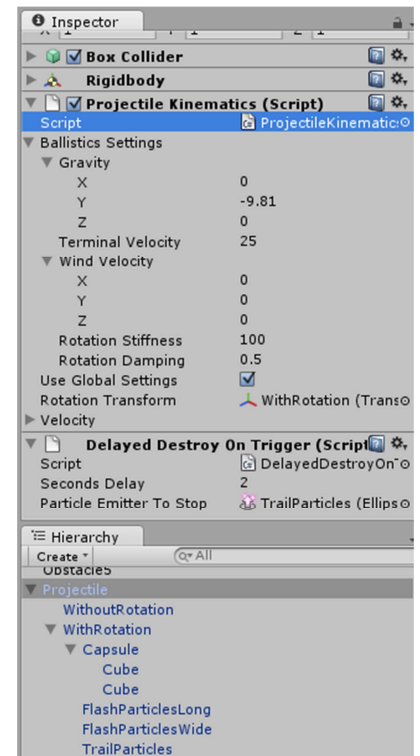 Inspector
Box Collider
Rigidbody
Projectile Kinematics (Script)
Script ProjectileKinematics
Ballistics Settings
Gravity
X 0
Y -9.81
Z 0
Terminal Velocity 25
Wind Velocity
X 0
Y 0
Z 0
Rotation Stiffness 100
Rotation Damping 0.5
Use Global Settings
Rotation Transform WithRotation (Trans
Velocity
Delayed Destroy On Trigger (Script
Script DelayedDestroyOn
Seconds Delay 2
Particle Emitter To Stop TrailParticles (Ellips
Hierarchy
Create All
Obstacle5
Projectile
WithoutRotation
WithRotation
Capsule
Cube
Cube
FlashParticlesLong
FlashParticlesWide
TrailParticles